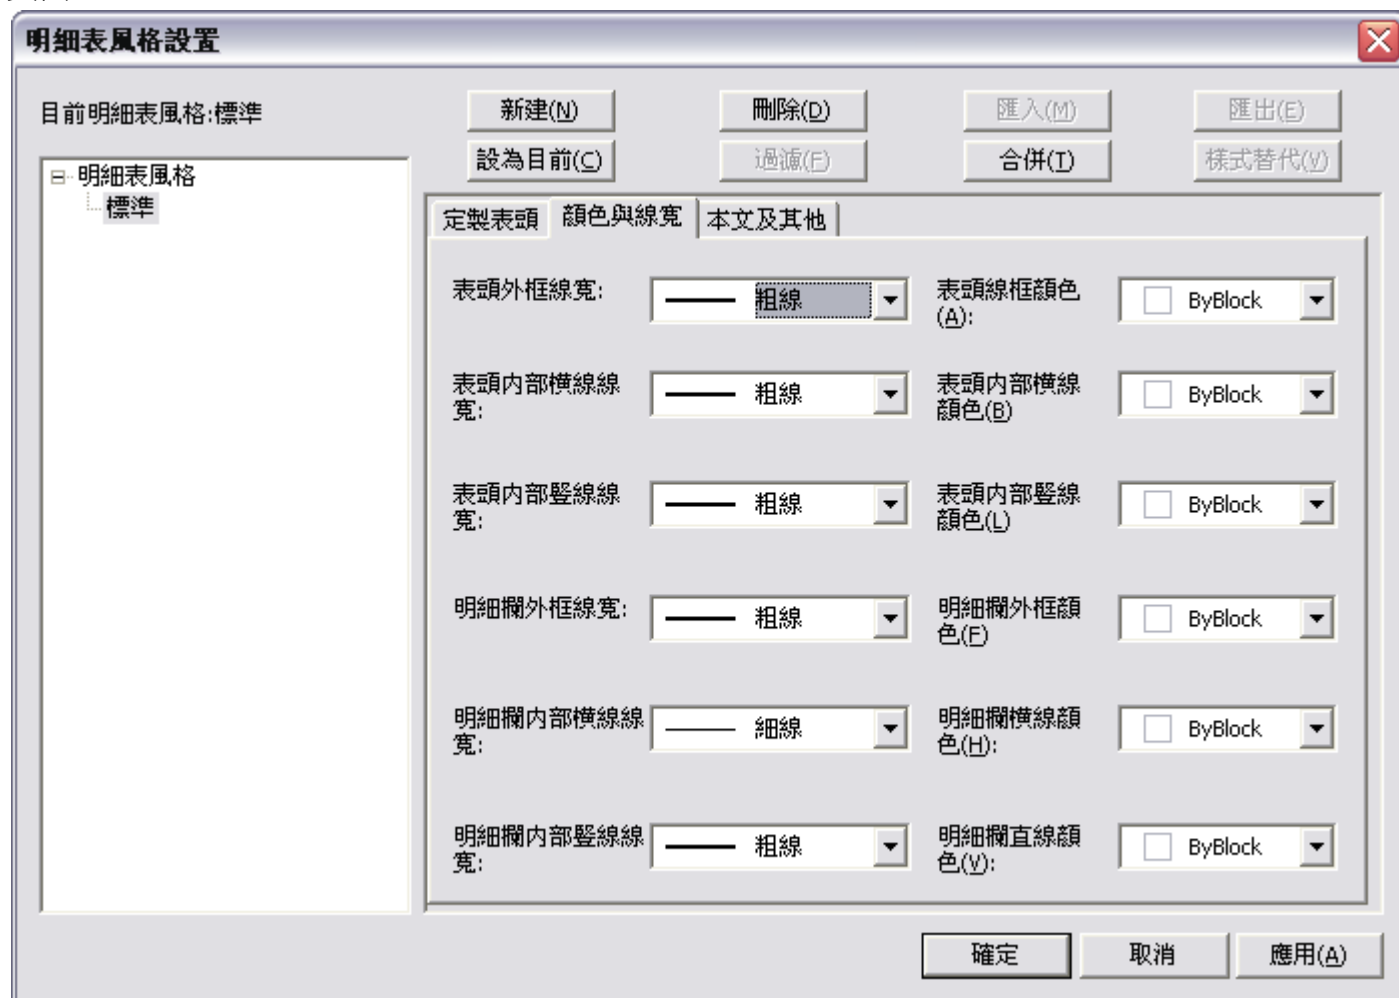 明細表風格設置
目前明細表風格:標準
新建(N)
刪除(D)
匯入(M)
匯出(E)
設為目前(C)
過濾(F)
合併(T)
樣式替代(V)
明細表風格
標準
定製表頭
顏色與線寬
本文及其他
表頭外框線寬:
粗線
表頭線框顏色
(A):
ByBlock
表頭內部橫線線
寬:
粗線
表頭內部橫線
顏色(B)
ByBlock
表頭內部豎線線
寬:
粗線
表頭內部豎線
顏色(L)
ByBlock
明細欄外框線寬:
粗線
明細欄外框顏
色(F)
ByBlock
明細欄內部橫線線
寬:
細線
明細欄橫線顏
色(H):
ByBlock
明細欄內部豎線線
寬:
粗線
明細欄直線顏
色(V):
ByBlock
確定
取消
應用(A)